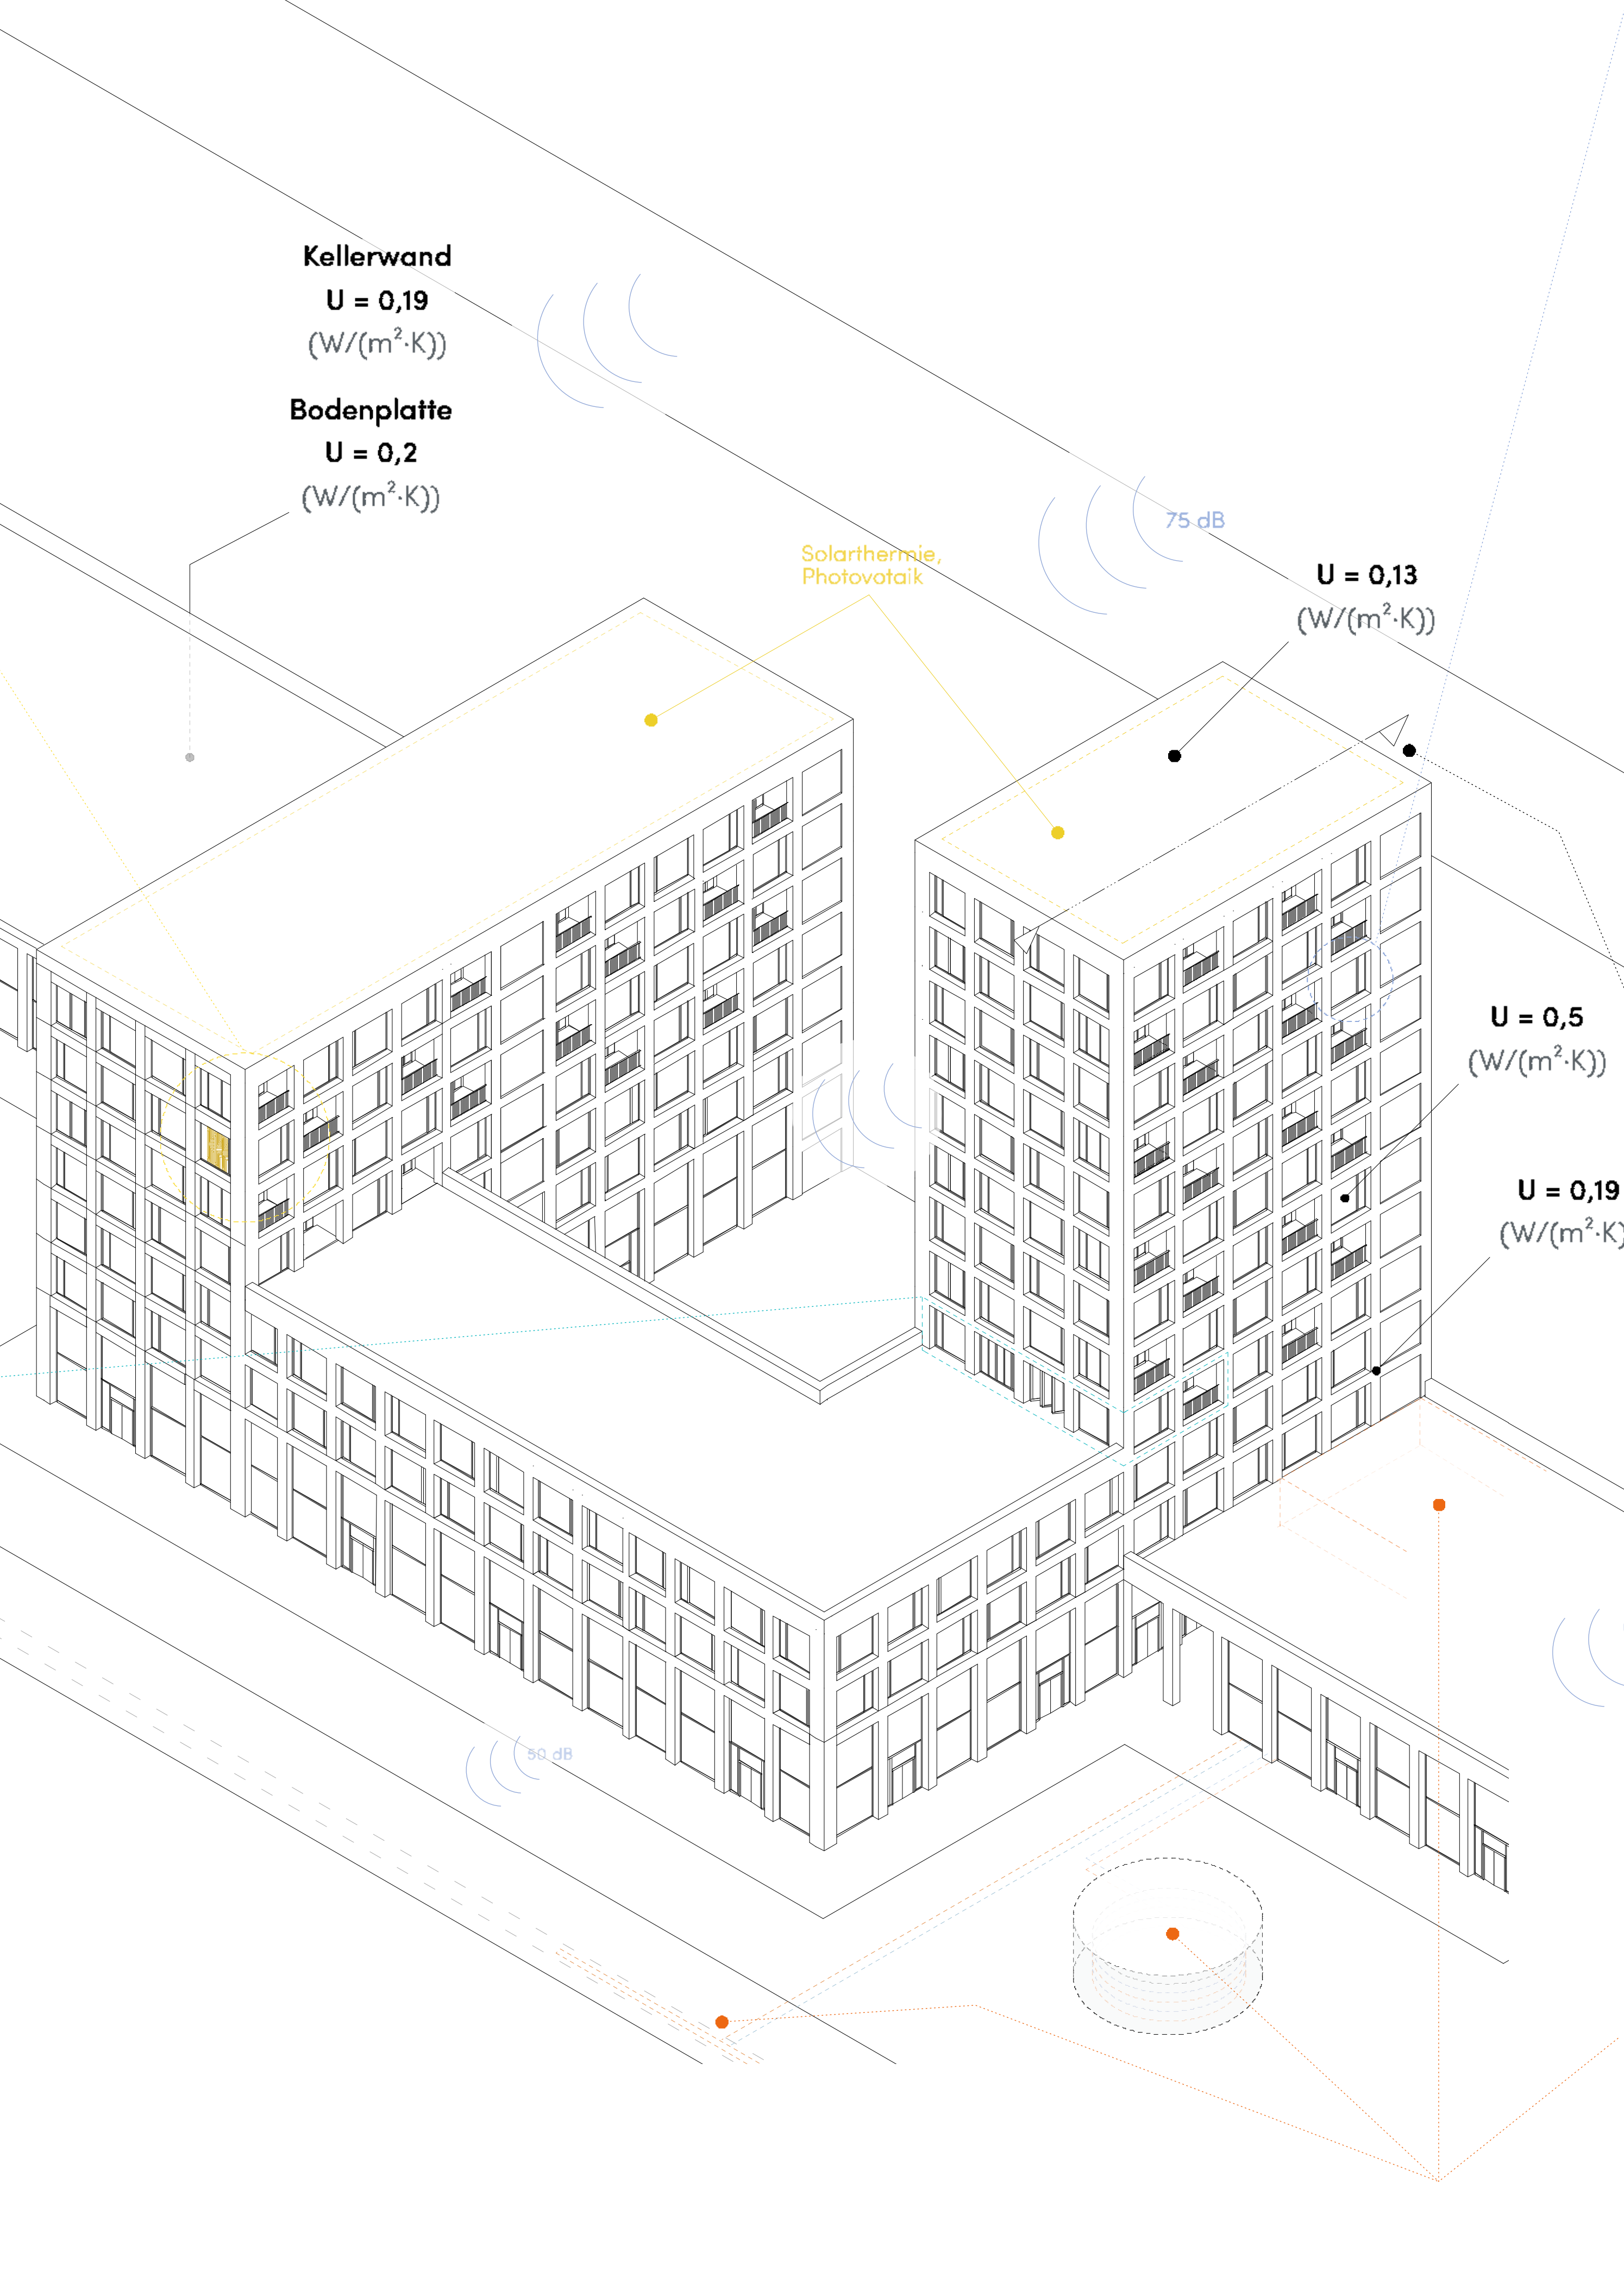 Kellerwand
U = 0,19
(W/(m²·K))
Bodenplatte
U = 0,2
(W/(m²·K))
75 dB
Solarthermie,
Photovotaik
U = 0,13
(W/(m²·K))
U = 0,5
(W/(m²·K))
U = 0,19
(W/(m²·K)
50 dB